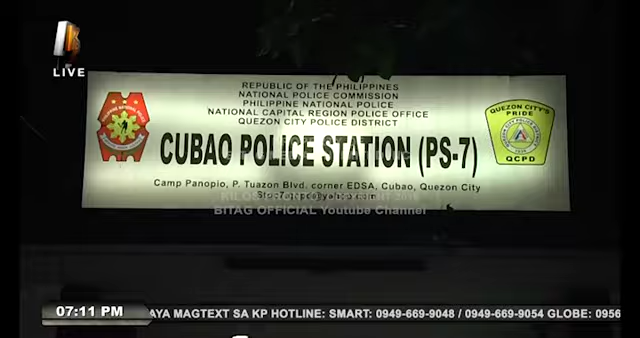 LIVE
REPUBLIC OF THE PHILIPPINES
NATIONAL POLICE COMMISSION
PHILIPPINE NATIONAL POLICE
NATIONAL CAPITAL REGION POLICE OFFICE
QUEZON CITY POLICE DISTRICT
CUBAO POLICE STATION (PS-7)
QUEZON CITY'S
PRIDE
QCPD
Camp Panopio, P. Tuazon Blvd. corner EDSA, Cubao, Quezon City
BITAG OFFICIAL Youtube Channel
07:11 PM
AYA MAGTEXT SA KP HOTLINE: SMART: 0949-669-9048 / 0949-669-9054 GLOBE: 0956